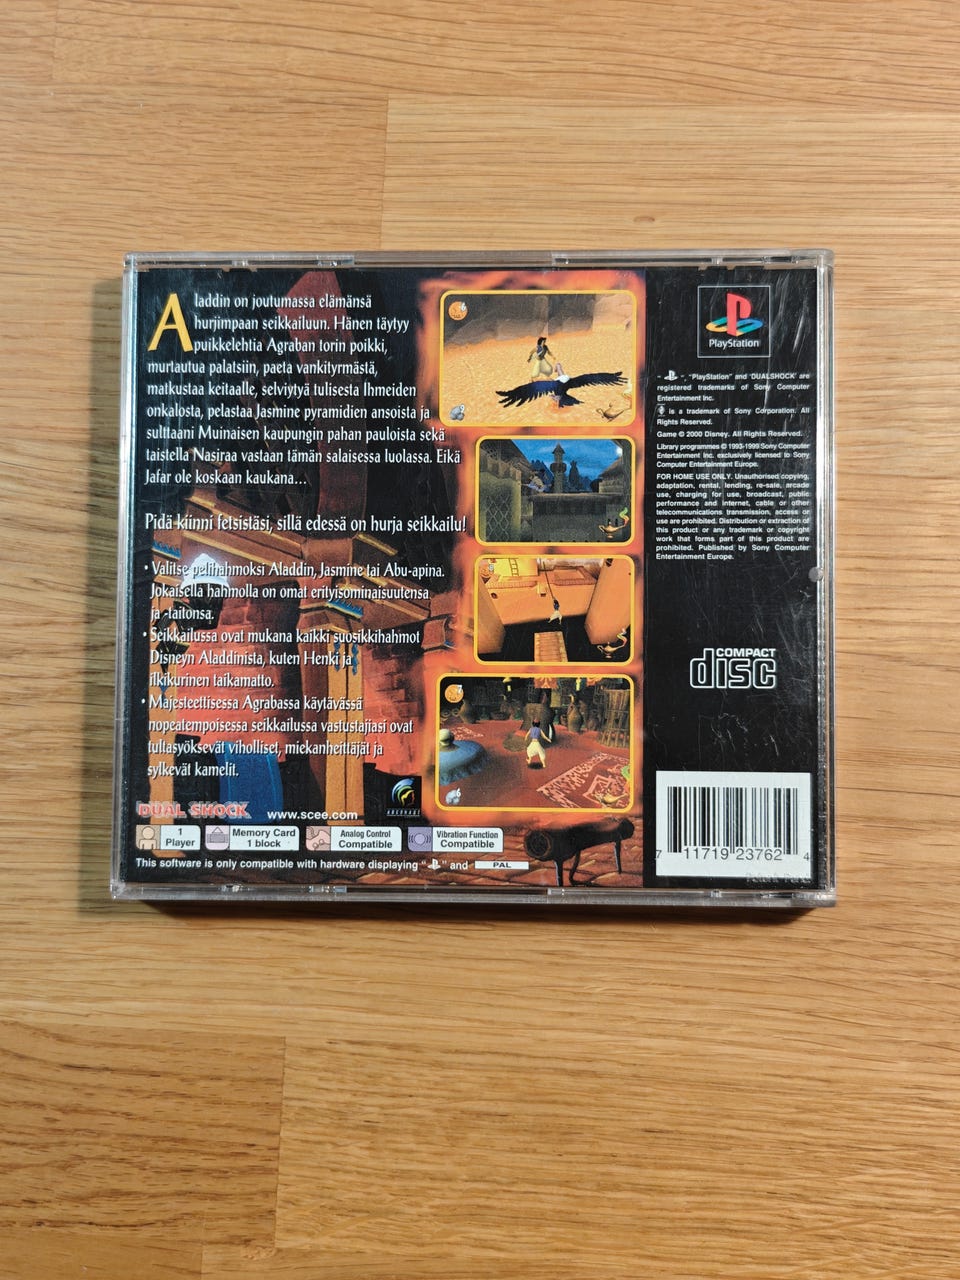 Aladdin on joutumassa elämänsä
hurjimpaan seikkailuun. Hänen täytyy
puikkelehtia Agraban torin poikki,
murtautua palatsiin, paeta vankityrmästä,
matkustaa keitaalle, selviytyä tulisesta Ihmeiden
onkalosta, pelastaa Jasmine pyramidien ansoista ja
sulttaani Muinaisen kaupungin pahan pauloista sekä
taistella Nasiraa vastaan tämän salaisessa luolassa. Eikä
Jafar ole koskaan kaukana...
Pidä kiinni fetsistäsi, sillä edessä on hurja seikkailu!
• Valitse pelihahmoksi Aladdin, Jasmine tai Abu-apina.
Jokaisella hahmolla on omat erityisominaisuutensa
ja -taitonsa.
• Seikkailussa ovat mukana kaikki suosikkihahmot
Disneyn Aladdinista, kuten Henki ja
ilkikurinen taikamatto.
• Majesteettisessa Agrabassa käytävässä
nopeatempoisessa seikkailussa vastustajiasi ovat
tultasyöksevät viholliset, miekanheittäjät ja
sylkevät kamelit.
DUAL SHOCK
www.scee.com
ARGONAUT
1
Player
Memory Card
1 block
Analog Control
Compatible
Vibration Function
Compatible
This software is only compatible with hardware displaying " " and PAL
PlayStation
" ", "PlayStation" and 'DUALSHOCK' are
registered trademarks of Sony Computer
Entertainment Inc.
is a trademark of Sony Corporation. All
Rights Reserved.
Game © 2000 Disney. All Rights Reserved.
Library programmes © 1993-1999 Sony Computer
Entertainment Inc. exclusively licensed to Sony
Computer Entertainment Europe.
FOR HOME USE ONLY. Unauthorised copying,
adaptation, rental, lending, re-sale, arcade
use, charging for use, broadcast, public
performance and internet, cable or other
telecommunications transmission, access or
use are prohibited. Distribution or extraction of
this product or any trademark or copyright
work that forms part of this product are
prohibited. Published by Sony Computer
Entertainment Europe.
COMPACT
disc
7 11719 23762 4